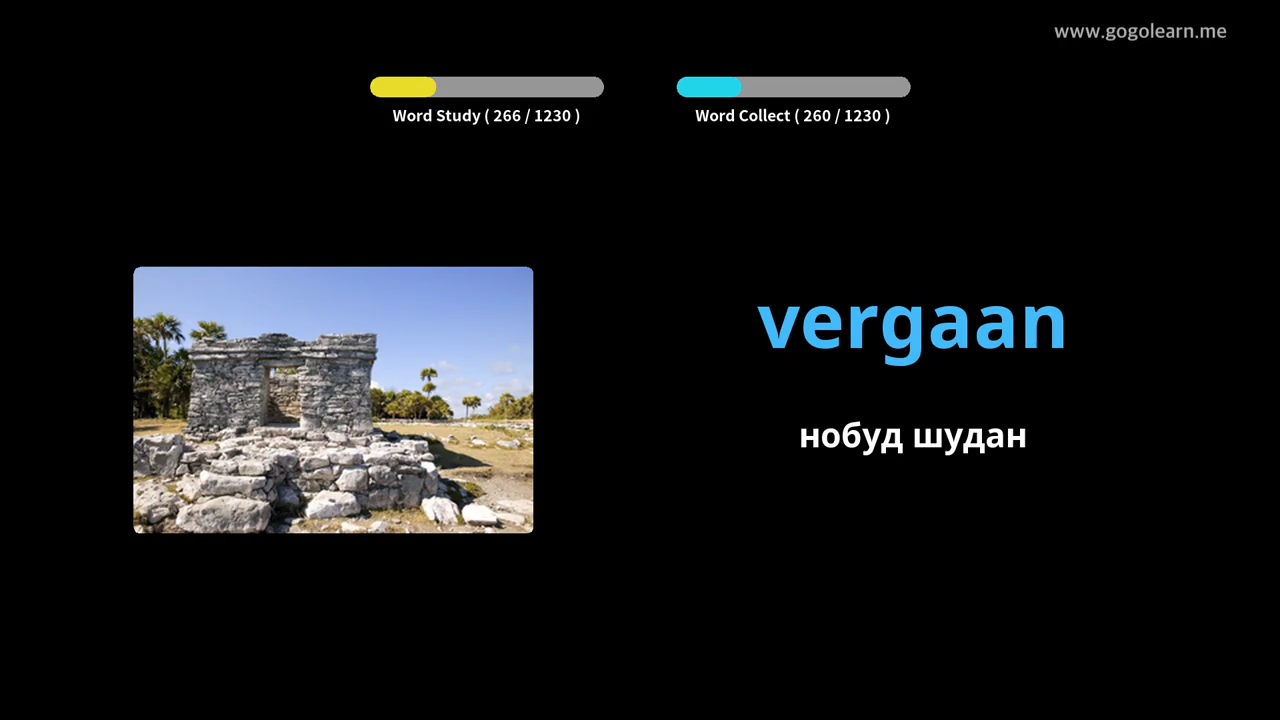 www.gogolearn.me
Word Study ( 266 / 1230 )
Word Collect ( 260 / 1230 )
vergaan
нобуд шудан